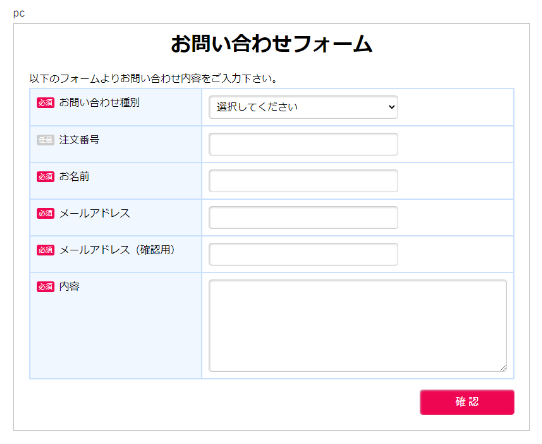 pc
お問い合わせフォーム
以下のフォームよりお問い合わせ内容をご入力下さい。
必須 お問い合わせ種別 選択してください
任意 注文番号
必須 お名前
必須 メールアドレス
必須 メールアドレス（確認用）
必須 内容
確 認